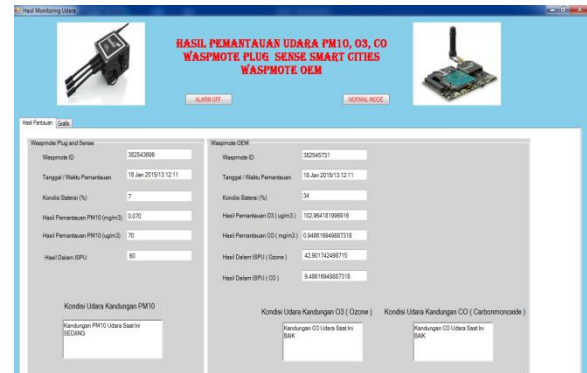 Hasil Monitoring Udara
HASIL PEMANTAUAN UDARA PM10, O3, CO
WASPMOTE PLUG SENSE SMART CITIES
WASPMOTE OEM
ALARM OFF
NORMAL MODE
Hasil Pantauan
Grafik
Waspmote Plug and Sense
Waspmote ID
382543696
Tanggal / Waktu Pemantauan
18 Jan 2015/13:12:11
Kondisi Baterai (%)
7
Hasil Pemantauan PM10(mg/m3)
0.070
Hasil Pemantauan PM10(ug/m3)
70
Hasil Dalam ISPU
60
Kondisi Udara Kandungan PM10
Kandungan PM10 Udara Saat Ini
SEDANG
Waspmote OEM
Waspmote ID
382545731
Tanggal / Waktu Pemantauan
18 Jan 2015/13:12:11
Kondisi Baterai (%)
34
Hasil Pemantauan O3 ( ug/m3 )
102,964181996916
Hasil Pemantauan CO ( mg/m3 )
0,948616949887318
Hasil Dalam ISPU ( Ozone )
42.901742498715
Hasil Dalam ISPU ( CO )
9.48616949887318
Kondisi Udara Kandungan O3 ( Ozone )
Kandungan O3 Udara Saat Ini
BAIK
Kondisi Udara Kandungan CO ( Carbonmonoxide )
Kandungan CO Udara Saat Ini
BAIK